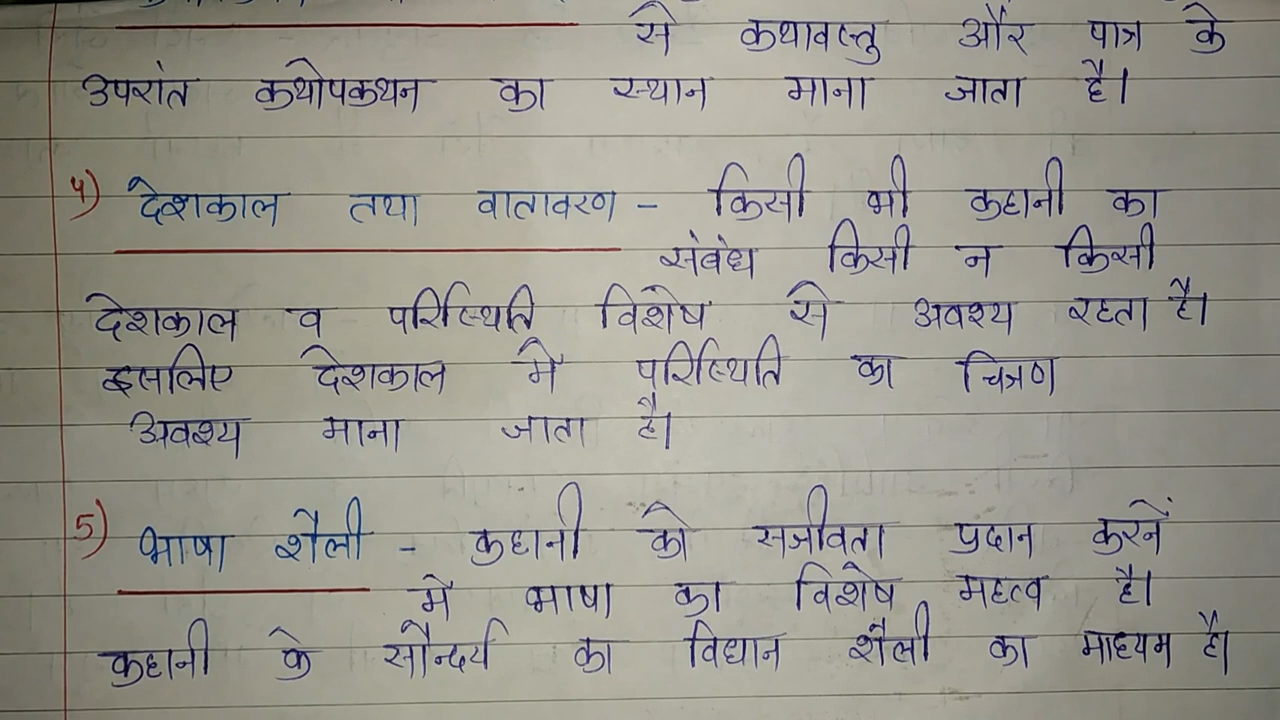 से कथावस्तु और पात्र के
उपरांत कथोपकथन का स्थान माना जाता है।
4) देशकाल तथा वातावरण - किसी भी कहानी का
संबंध किसी न किसी
देशकाल व परिस्थिति विशेष से अवश्य रहता है।
इसलिए देशकाल मे परिस्थिति का चित्रण
अवश्य माना जाता है।
5) भाषा शैली - कहानी को सजीवता प्रदान करनें
मे भाषा का विशेष महत्व है।
कहानी के सौन्दर्य का विधान शैली का माध्यम है।